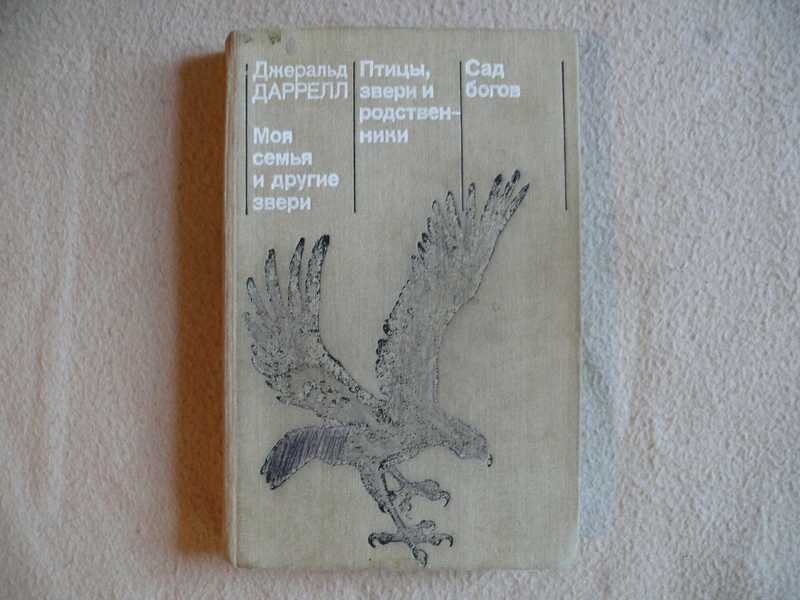 Джеральд
ДАРРЕЛЛ
Моя
семья
и другие
звери
Птицы,
звери и
родствен-
ники
Сад
богов